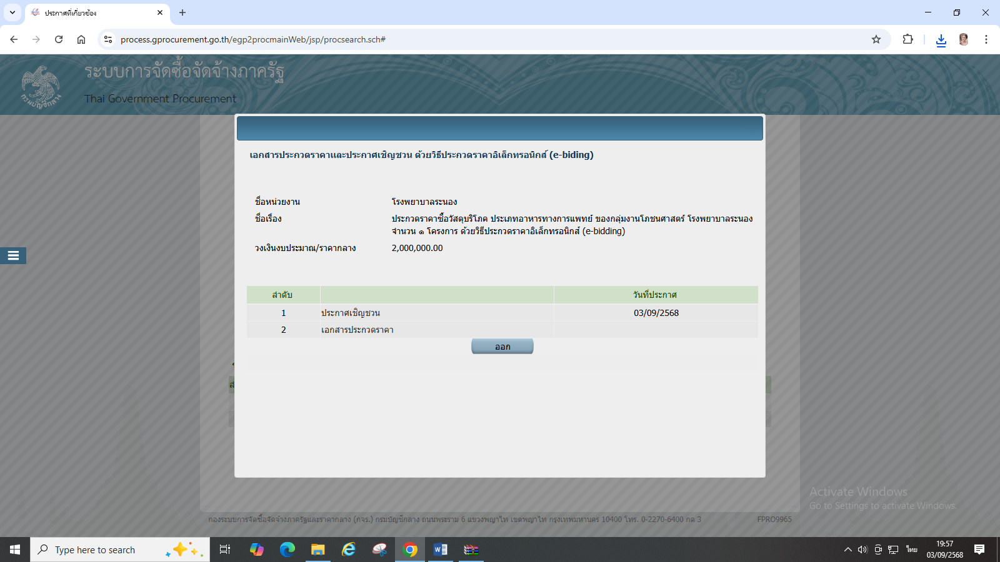 ประกาศที่เกี่ยวข้อง
process.gprocurement.go.th/egp2procmainWeb/jsp/procsearch.sch#
ระบบการจัดซื้อจัดจ้างภาครัฐ
Thai Government Procurement
กรมบัญชีกลาง
เอกสารประกวดราคาและประกาศเชิญชวน ด้วยวิธีประกวดราคาอิเล็กทรอนิกส์ (e-biding)
ชื่อหน่วยงาน โรงพยาบาลระนอง
ชื่อเรื่อง ประกวดราคาซื้อวัสดุบริโภค ประเภทอาหารทางการแพทย์ ของกลุ่มงานโภชนศาสตร์ โรงพยาบาลระนอง
จำนวน ๑ โครงการ ด้วยวิธีประกวดราคาอิเล็กทรอนิกส์ (e-bidding)
วงเงินงบประมาณ/ราคากลาง 2,000,000.00
ลำดับ วันที่ประกาศ
1 ประกาศเชิญชวน 03/09/2568
2 เอกสารประกวดราคา
ออก
Activate Windows
Go to Settings to activate Windows.
กองระบบการจัดซื้อจัดจ้างภาครัฐและราคากลาง (กจร.) กรมบัญชีกลาง ถนนพระราม 6 แขวงพญาไท เขตพญาไท กรุงเทพมหานคร 10400 โทร. 0-2270-6400 กด 3 FPRO9965
Type here to search
ไทย
19:57
03/09/2568